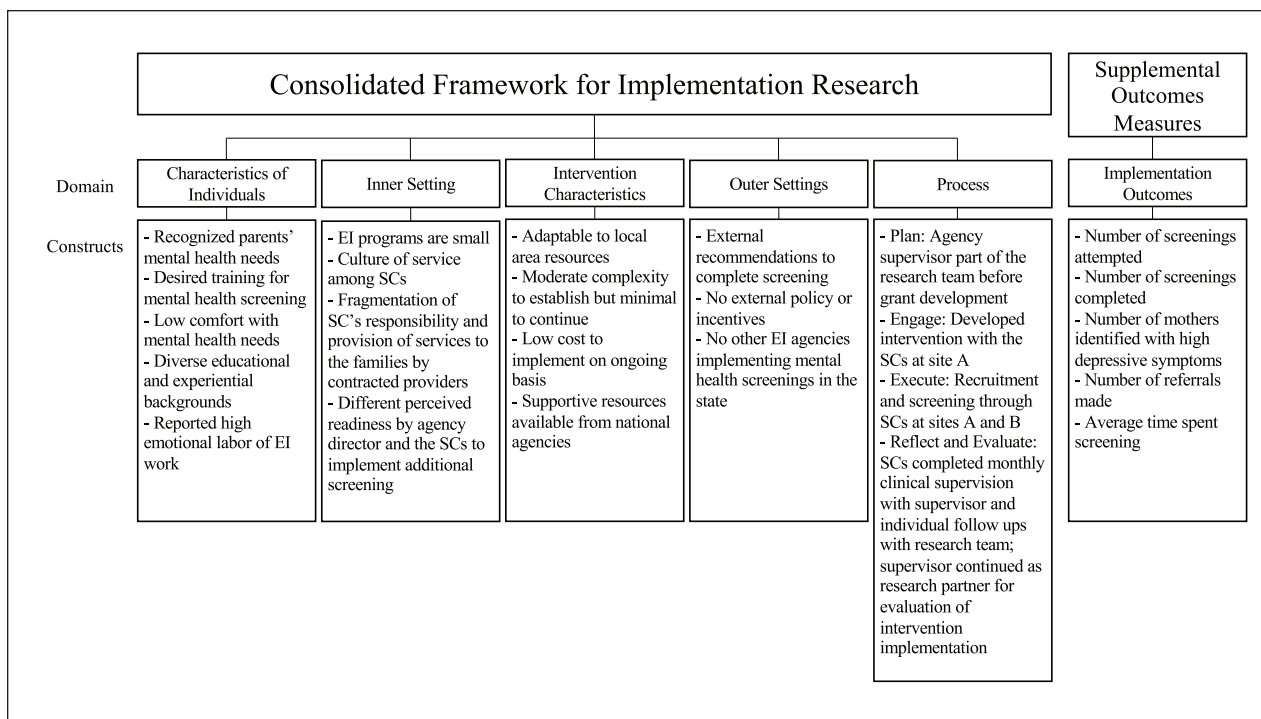 Consolidated Framework for Implementation Research
Supplemental
Outcomes
Measures
Domain
Characteristics of
Individuals
Inner Setting
Intervention
Characteristics
Outer Settings
Process
Implementation
Outcomes
Constructs
- Recognized parents’
mental health needs
- Desired training for
mental health screening
- Low comfort with
mental health needs
- Diverse educational
and experiential
backgrounds
- Reported high
emotional labor of EI
work
- EI programs are small
- Culture of service
among SCs
- Fragmentation of
SC’s responsibility and
provision of services to
the families by
contracted providers
- Different perceived
readiness by agency
director and the SCs to
implement additional
screening
- Adaptable to local
area resources
- Moderate complexity
to establish but minimal
to continue
- Low cost to
implement on ongoing
basis
- Supportive resources
available from national
agencies
- External
recommendations to
complete screening
- No external policy or
incentives
- No other EI agencies
implementing mental
health screenings in the
state
- Plan: Agency
supervisor part of the
research team before
grant development
- Engage: Developed
intervention with the
SCs at site A
- Execute: Recruitment
and screening through
SCs at sites A and B
- Reflect and Evaluate:
SCs completed monthly
clinical supervision
with supervisor and
individual follow ups
with research team;
supervisor continued as
research partner for
evaluation of
intervention
implementation
- Number of screenings
attempted
- Number of screenings
completed
- Number of mothers
identified with high
depressive symptoms
- Number of referrals
made
- Average time spent
screening